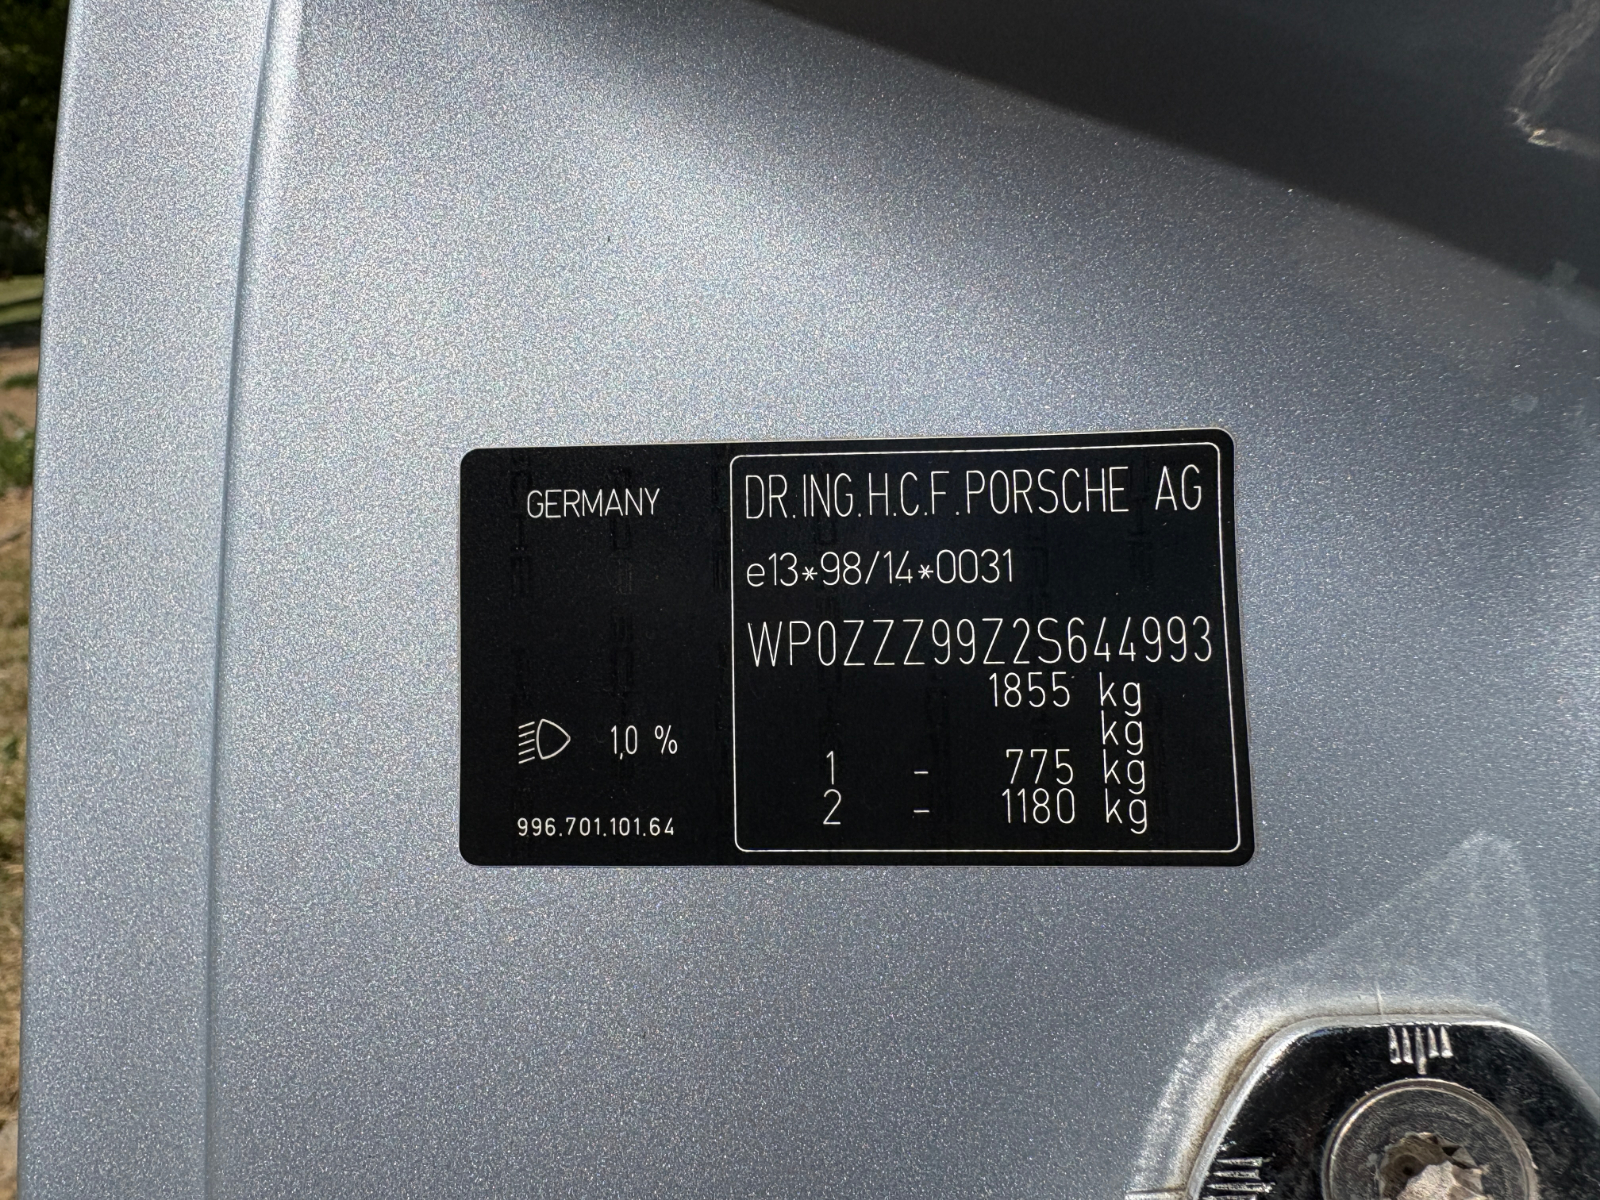 GERMANY
1,0 %
996.701.101.64
DR.ING.H.C.F.PORSCHE AG
e13*98/14*0031
WP0ZZZ99Z2S644993
1855 kg
kg
1 - 775 kg
2 - 1180 kg